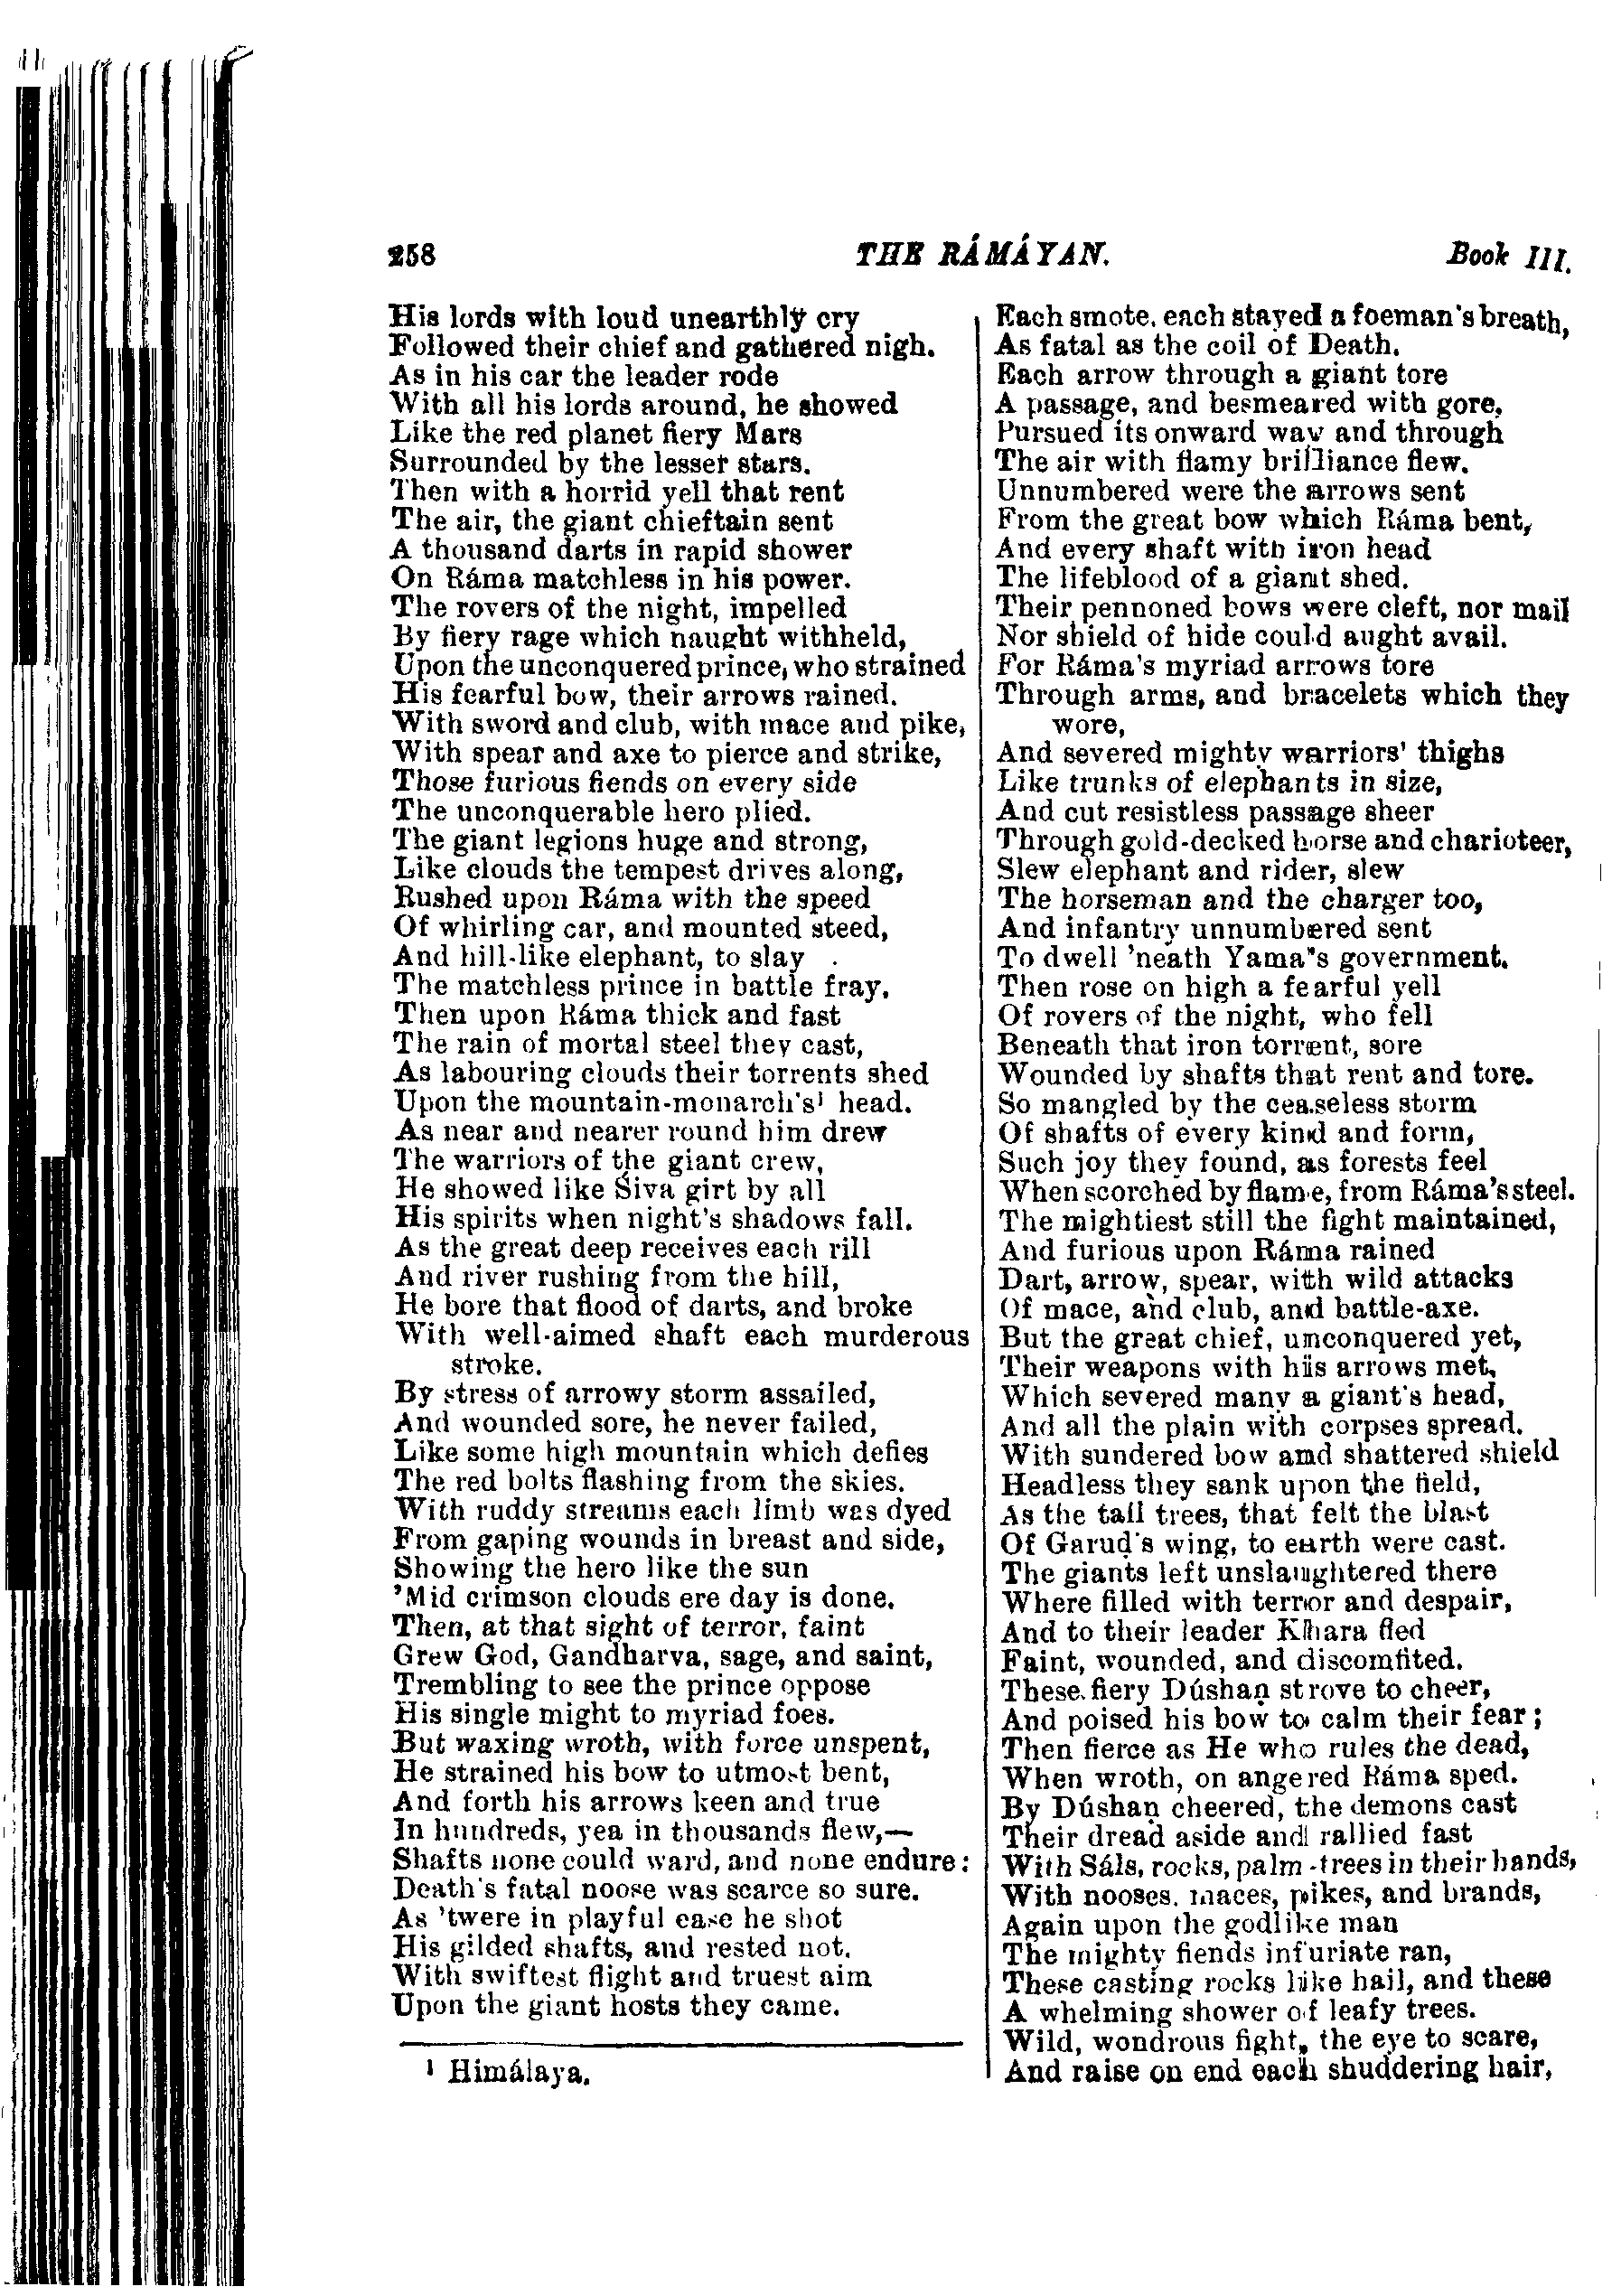 258 THE RÁMÁYAN. Book III.
His lords with loud unearthly cry
Followed their chief and gathered nigh.
As in his car the leader rode
With all his lords around, he showed
Like the red planet fiery Mars
Surrounded by the lesser stars.
Then with a horrid yell that rent
The air, the giant chieftain sent
A thousand darts in rapid shower
On Ráma matchless in his power.
The rovers of the night, impelled
By fiery rage which naught withheld,
Upon the unconquered prince, who strained
His fearful bow, their arrows rained.
With sword and club, with mace and pike,
With spear and axe to pierce and strike,
Those furious fiends on every side
The unconquerable hero plied.
The giant legions huge and strong,
Like clouds the tempest drives along,
Rushed upon Ráma with the speed
Of whirling car, and mounted steed,
And hill-like elephant, to slay
The matchless prince in battle fray.
Then upon Ráma thick and fast
The rain of mortal steel they cast,
As labouring clouds their torrents shed
Upon the mountain-monarch's¹ head.
As near and nearer round him drew
The warriors of the giant crew,
He showed like Śiva girt by all
His spirits when night's shadows fall.
As the great deep receives each rill
And river rushing from the hill,
He bore that flood of darts, and broke
With well-aimed shaft each murderous
stroke.
By stress of arrowy storm assailed,
And wounded sore, he never failed,
Like some high mountain which defies
The red bolts flashing from the skies.
With ruddy streams each limb was dyed
From gaping wounds in breast and side,
Showing the hero like the sun
'Mid crimson clouds ere day is done.
Then, at that sight of terror, faint
Grew God, Gandharva, sage, and saint,
Trembling to see the prince oppose
His single might to myriad foes.
But waxing wroth, with force unspent,
He strained his bow to utmost bent,
And forth his arrows keen and true
In hundreds, yea in thousands flew,—
Shafts none could ward, and none endure:
Death's fatal noose was scarce so sure.
As 'twere in playful ease he shot
His gilded shafts, and rested not.
With swiftest flight and truest aim
Upon the giant hosts they came.
¹ Himálaya.
Each smote, each stayed a foeman's breath,
As fatal as the coil of Death.
Each arrow through a giant tore
A passage, and besmeared with gore,
Pursued its onward way and through
The air with flamy brilliance flew.
Unnumbered were the arrows sent
From the great bow which Ráma bent,
And every shaft with iron head
The lifeblood of a giant shed.
Their pennoned bows were cleft, nor mail
Nor shield of hide could aught avail.
For Ráma's myriad arrows tore
Through arms, and bracelets which they
wore,
And severed mighty warriors' thighs
Like trunks of elephants in size,
And cut resistless passage sheer
Through gold-decked horse and charioteer,
Slew elephant and rider, slew
The horseman and the charger too,
And infantry unnumbered sent
To dwell 'neath Yama's government.
Then rose on high a fearful yell
Of rovers of the night, who fell
Beneath that iron torrent, sore
Wounded by shafts that rent and tore.
So mangled by the ceaseless storm
Of shafts of every kind and form,
Such joy they found, as forests feel
When scorched by flame, from Ráma's steel.
The mightiest still the fight maintained,
And furious upon Ráma rained
Dart, arrow, spear, with wild attacks
Of mace, and club, and battle-axe.
But the great chief, unconquered yet,
Their weapons with his arrows met,
Which severed many a giant's head,
And all the plain with corpses spread.
With sundered bow and shattered shield
Headless they sank upon the field,
As the tall trees, that felt the blast
Of Garuḍ's wing, to earth were cast.
The giants left unslaughtered there
Where filled with terror and despair,
And to their leader Khara fled
Faint, wounded, and discomfited.
These fiery Dúshaṇ strove to cheer,
And poised his bow to calm their fear;
Then fierce as He who rules the dead,
When wroth, on angered Ráma sped.
By Dúshaṇ cheered, the demons cast
Their dread aside and rallied fast
With Sáls, rocks, palm-trees in their hands,
With nooses, maces, pikes, and brands,
Again upon the godlike man
The mighty fiends infuriate ran,
These casting rocks like hail, and these
A whelming shower of leafy trees.
Wild, wondrous fight, the eye to scare,
And raise on end each shuddering hair,